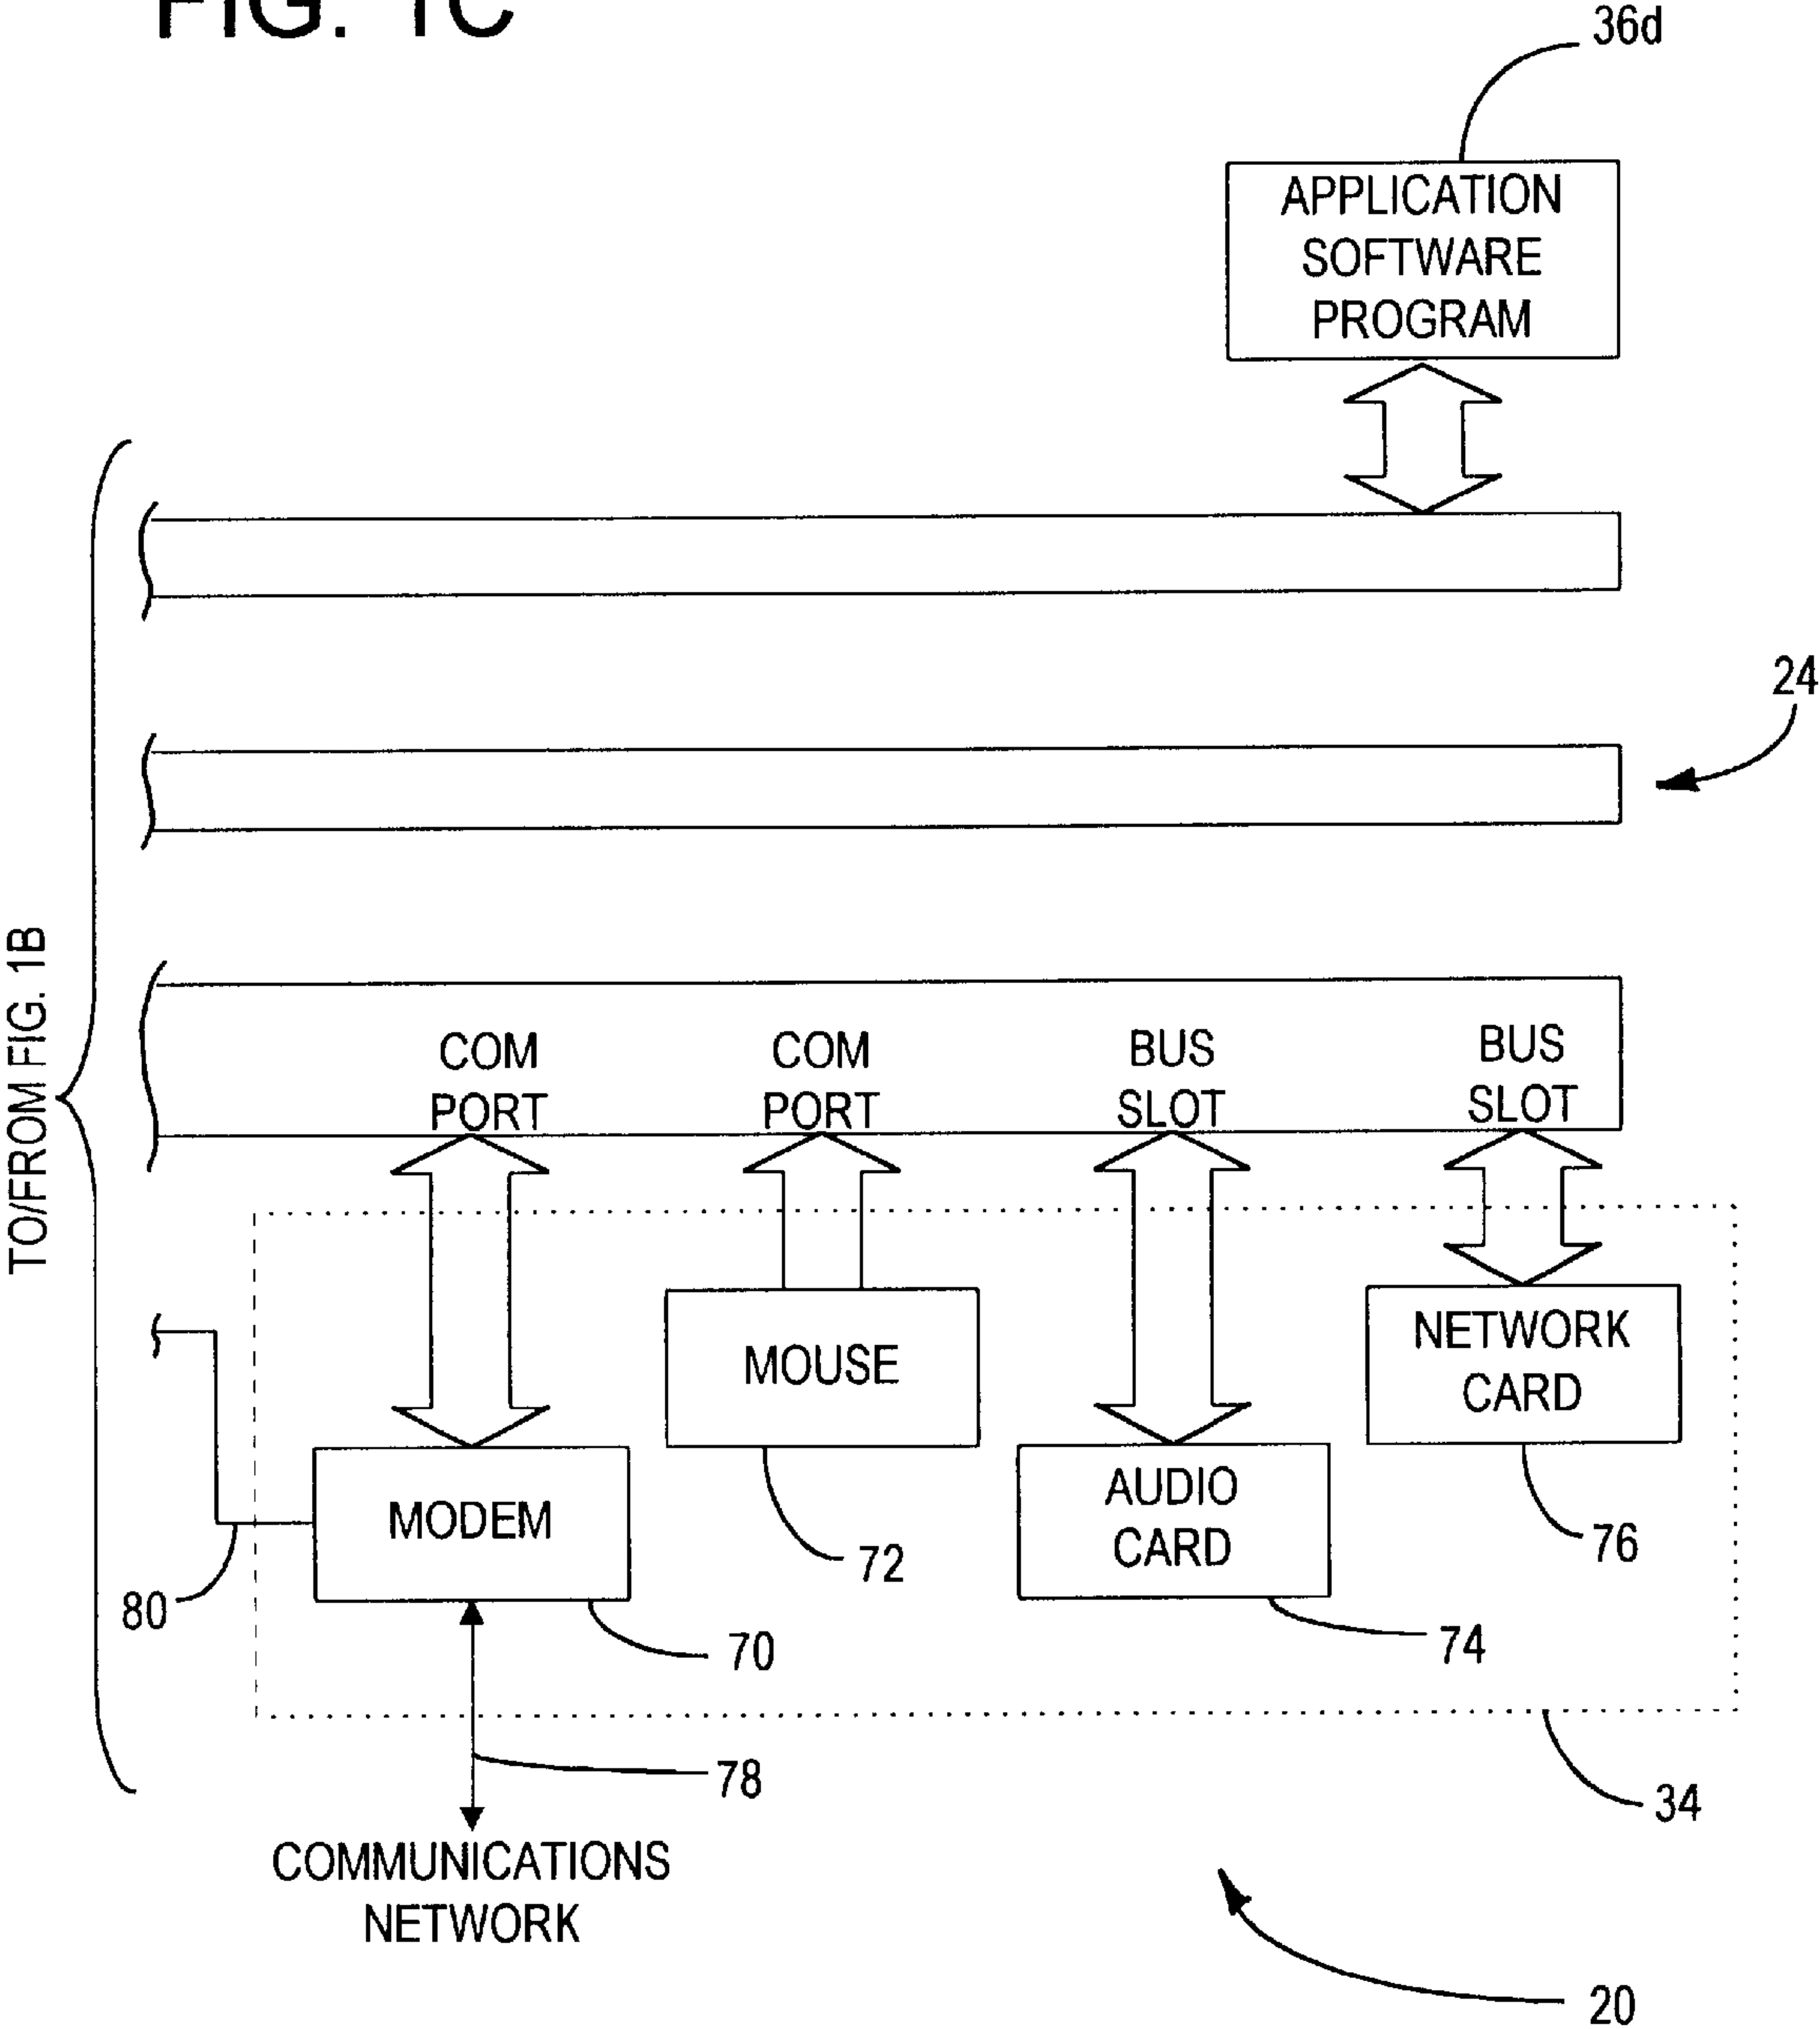 FIG. 1C
36d
APPLICATION
SOFTWARE
PROGRAM
24
TO/FROM FIG. 1B
COM
PORT
COM
PORT
BUS
SLOT
BUS
SLOT
NETWORK
CARD
MOUSE
AUDIO
CARD
MODEM
72
76
80
70
74
78
34
COMMUNICATIONS
NETWORK
20